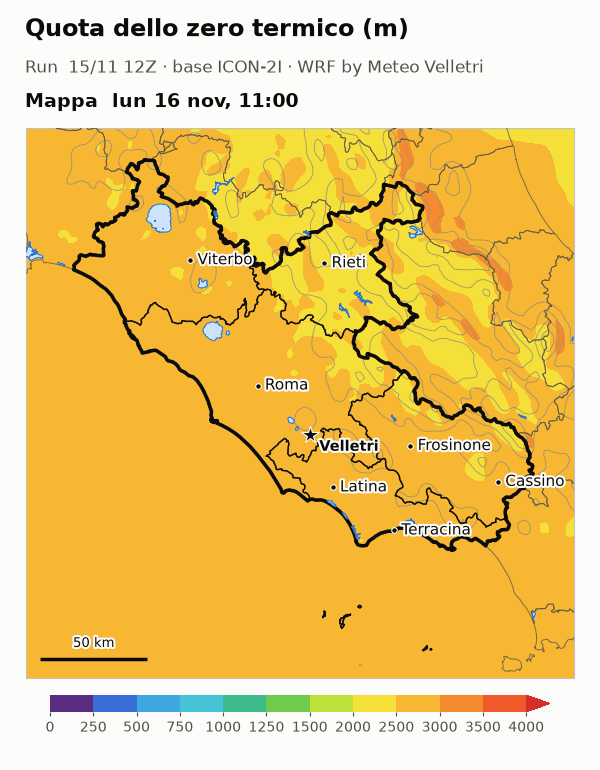 Quota dello zero termico (m)
Run  15/11 12Z · base ICON-2I · WRF by Meteo Velletri
Mappa  lun 16 nov, 11:00
Viterbo
Rieti
Roma
Velletri
Frosinone
Cassino
Latina
Terracina
50 km
0 250 500 750 1000 1250 1500 2000 2500 3000 3500 4000